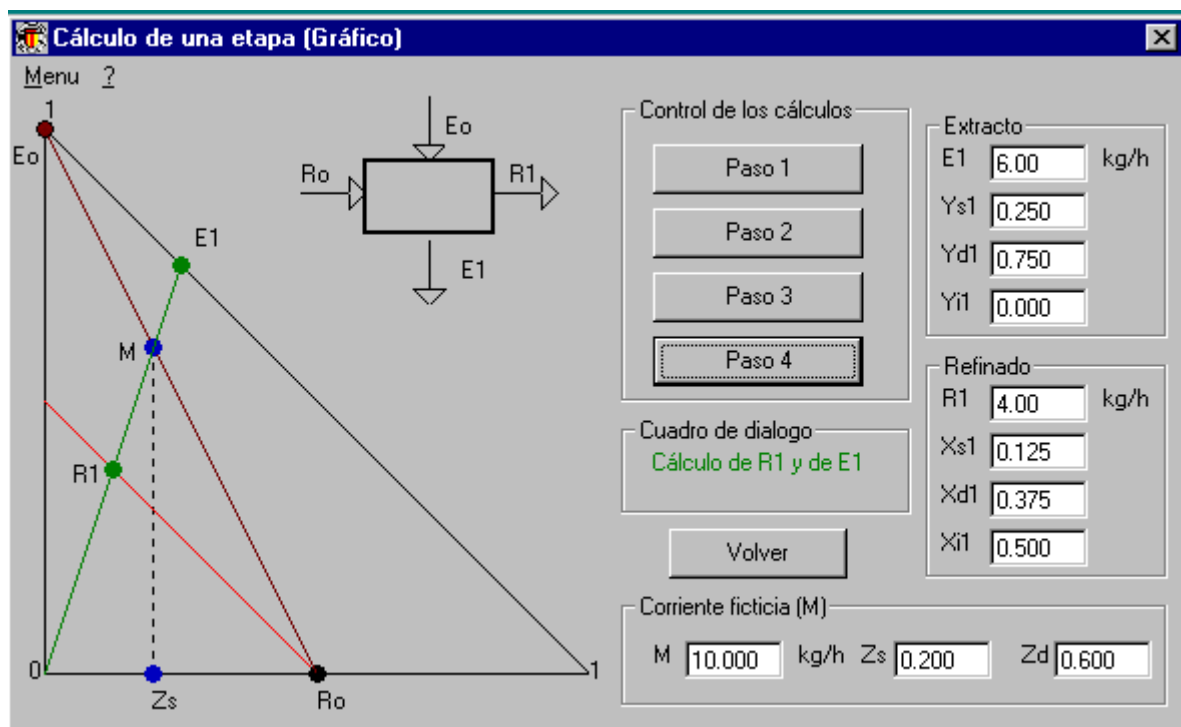 Cálculo de una etapa (Gráfico)
Menu ?
1
Eo
E1
M
R1
0
Zs
Ro
1
Eo
Ro
R1
E1
Control de los cálculos
Paso 1
Paso 2
Paso 3
Paso 4
Cuadro de dialogo
Cálculo de R1 y de E1
Volver
Extracto
E1 6.00 kg/h
Ys1 0.250
Yd1 0.750
Yi1 0.000
Refinado
R1 4.00 kg/h
Xs1 0.125
Xd1 0.375
Xi1 0.500
Corriente ficticia (M)
M 10.000 kg/h Zs 0.200 Zd 0.600